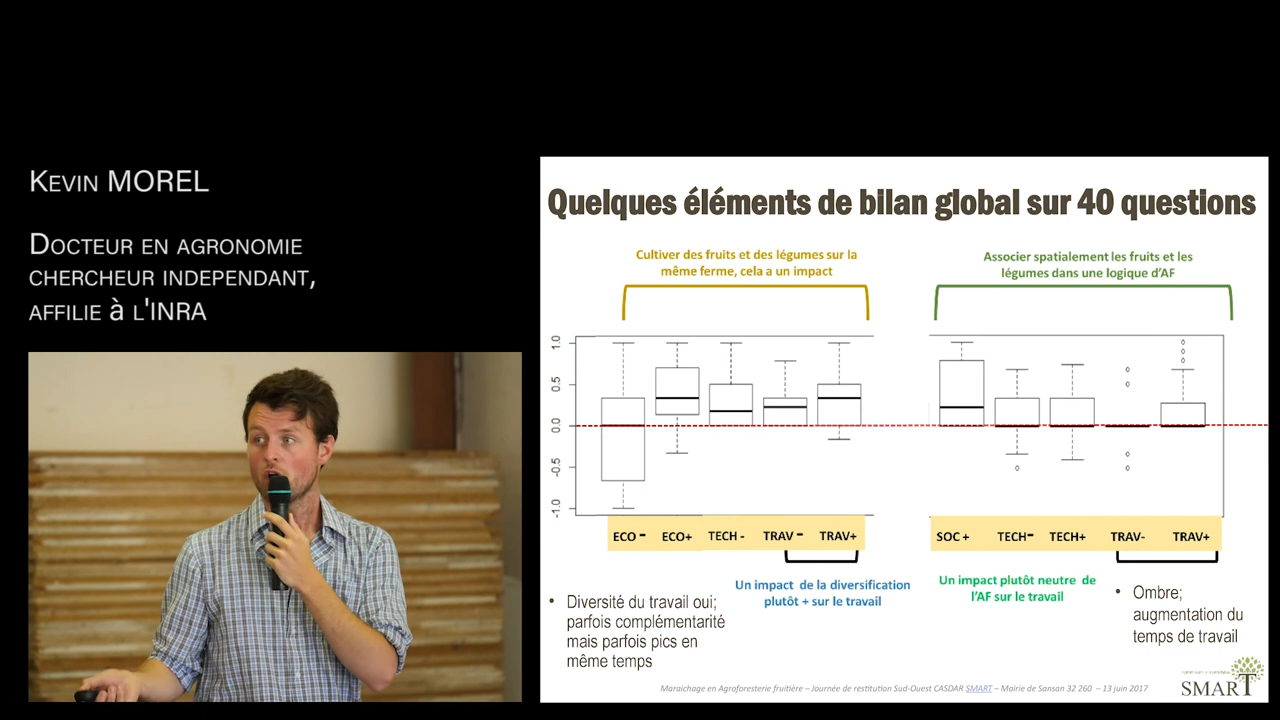 KEVIN MOREL
DOCTEUR EN AGRONOMIE
CHERCHEUR INDEPENDANT,
AFFILIE à L'INRA
Quelques éléments de bilan global sur 40 questions
Cultiver des fruits et des légumes sur la
même ferme, cela a un impact
Associer spatialement les fruits et les
légumes dans une logique d'AF
1.0
0.5
0.0
-0.5
-1.0
ECO - ECO+ TECH - TRAV - TRAV+
SOC + TECH- TECH+ TRAV- TRAV+
Un impact de la diversification
plutôt + sur le travail
Un impact plutôt neutre de
l'AF sur le travail
• Diversité du travail oui;
parfois complémentarité
mais parfois pics en
même temps
• Ombre;
augmentation du
temps de travail
Maraichage en Agroforesterie fruitière – Journée de restitution Sud-Ouest CASDAR SMART – Mairie de Sansan 32 260 – 13 juin 2017
SMART